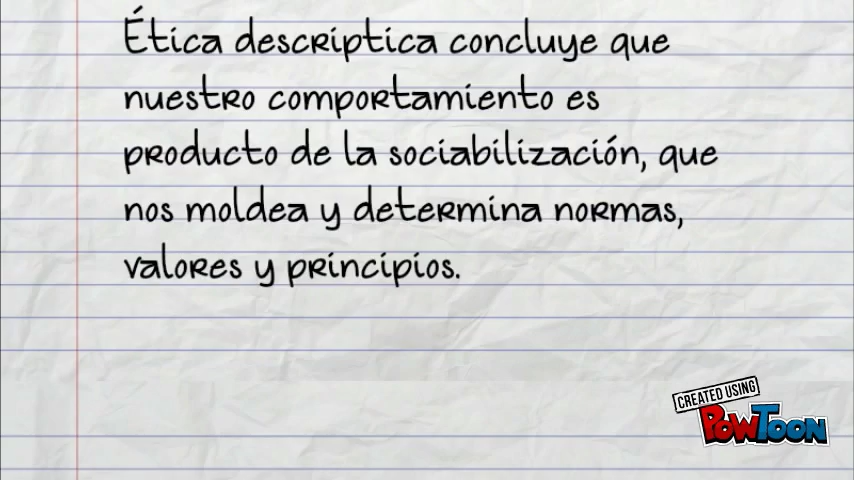 Ética descriptica concluye que
nuestro comportamiento es
producto de la sociabilización, que
nos moldea y determina normas,
valores y principios.
CREATED USING
POWTOON